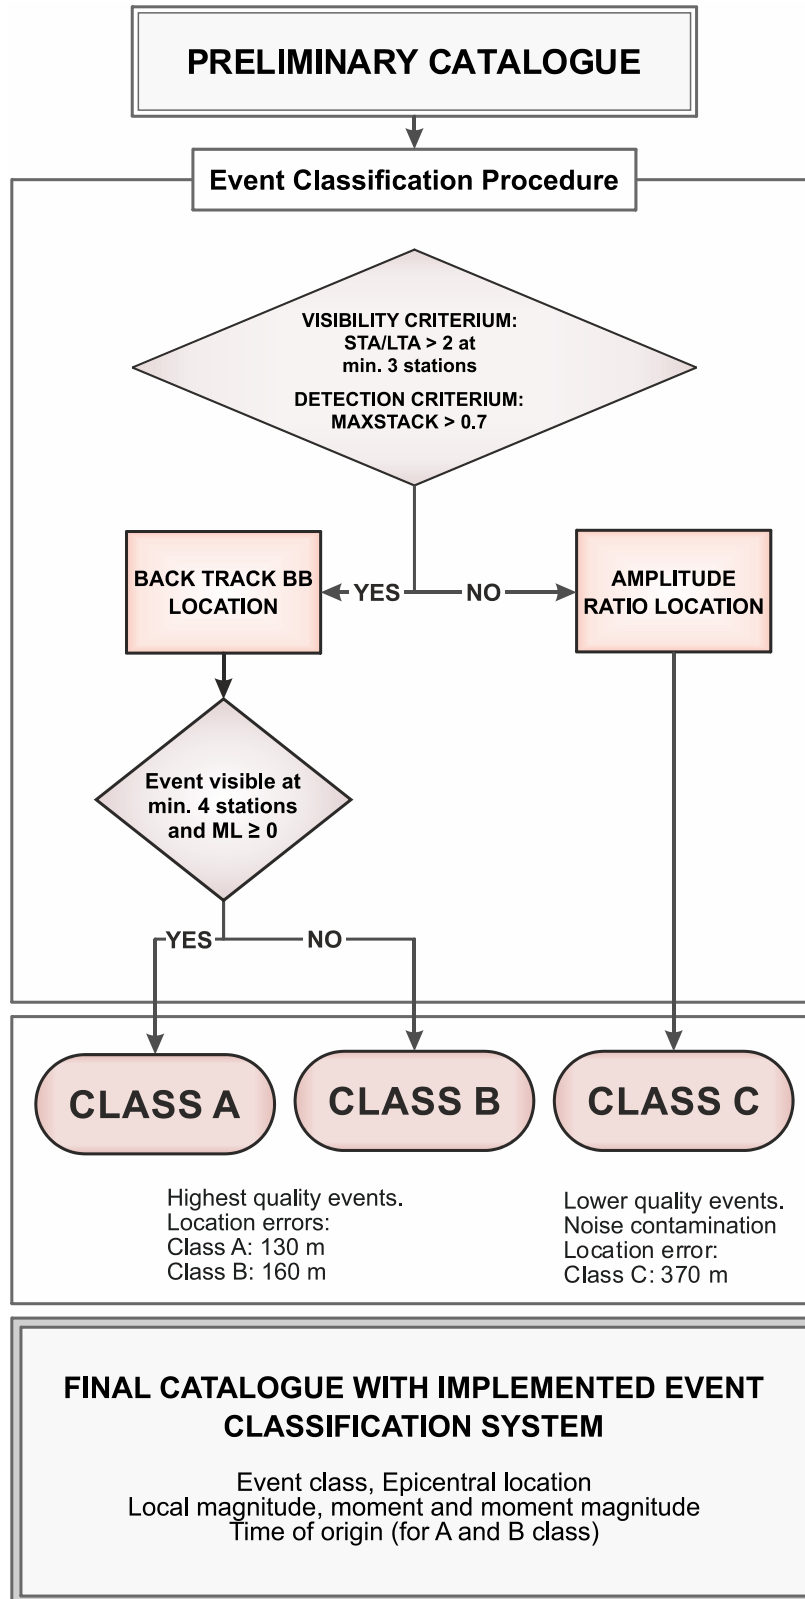 PRELIMINARY CATALOGUE
Event Classification Procedure
VISIBILITY CRITERIUM:
STA/LTA > 2 at
min. 3 stations
DETECTION CRITERIUM:
MAXSTACK > 0.7
BACK TRACK BB
LOCATION
YES
NO
AMPLITUDE
RATIO LOCATION
Event visible at
min. 4 stations
and ML ≥ 0
YES
NO
CLASS A
CLASS B
CLASS C
Highest quality events.
Location errors:
Class A: 130 m
Class B: 160 m
Lower quality events.
Noise contamination
Location error:
Class C: 370 m
FINAL CATALOGUE WITH IMPLEMENTED EVENT
CLASSIFICATION SYSTEM
Event class, Epicentral location
Local magnitude, moment and moment magnitude
Time of origin (for A and B class)